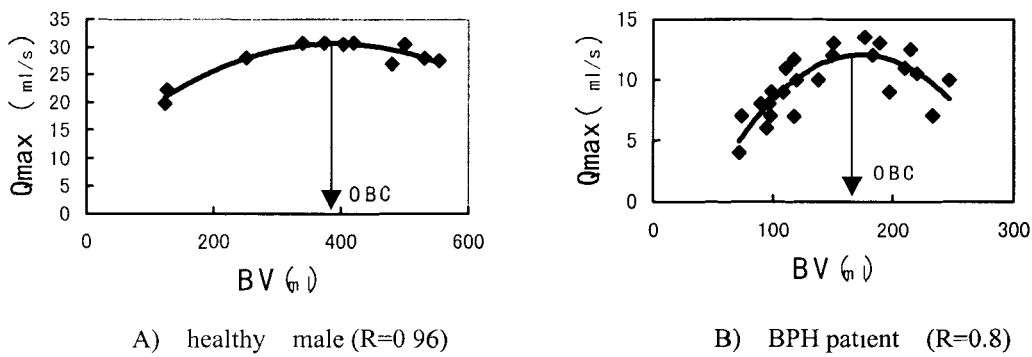 35
30
25
20
15
10
5
0
Qmax ( ml/s )
0 200 400 600
OBC
BV (ml)
A) healthy male (R=0 96)
15
10
5
0
Qmax ( ml/s )
0 100 200 300
OBC
BV (ml)
B) BPH patient (R=0.8)